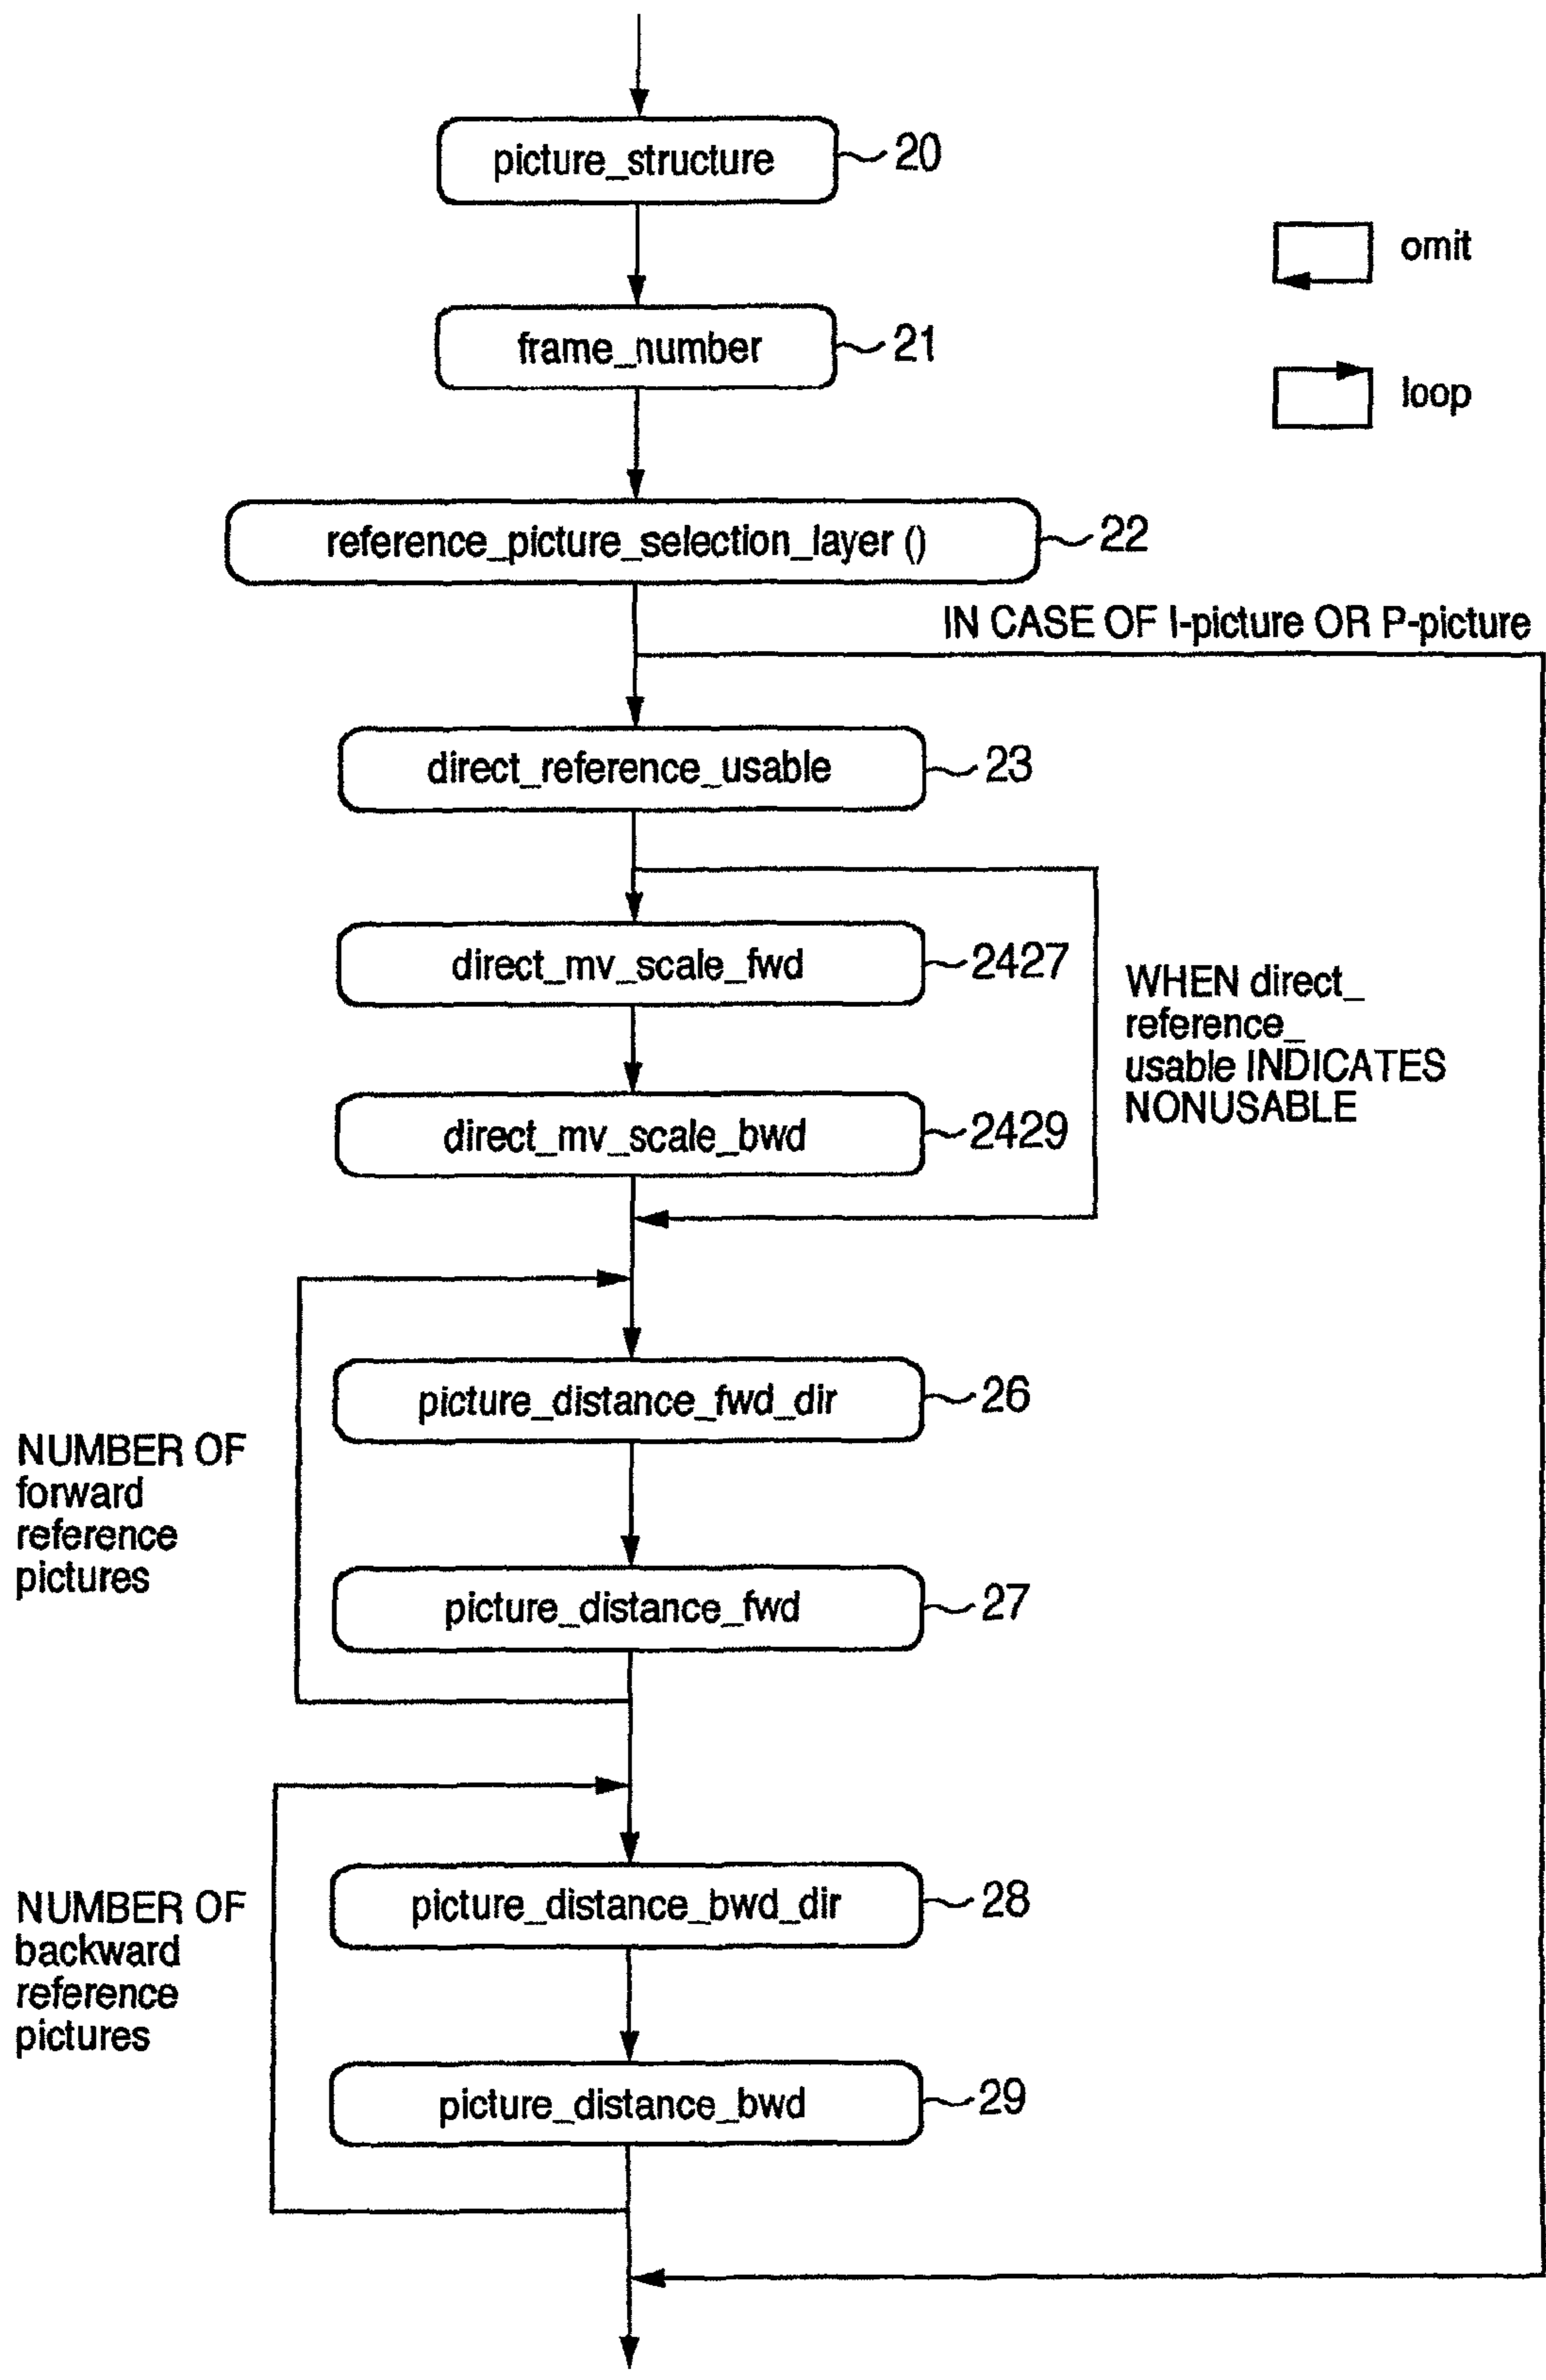 picture_structure 20
omit
frame_number 21
loop
reference_picture_selection_layer () 22
IN CASE OF I-picture OR P-picture
direct_reference_usable 23
direct_mv_scale_fwd 2427
WHEN direct_
reference_
usable INDICATES
NONUSABLE
direct_mv_scale_bwd 2429
picture_distance_fwd_dir 26
NUMBER OF
forward
reference
pictures
picture_distance_fwd 27
picture_distance_bwd_dir 28
NUMBER OF
backward
reference
pictures
picture_distance_bwd 29